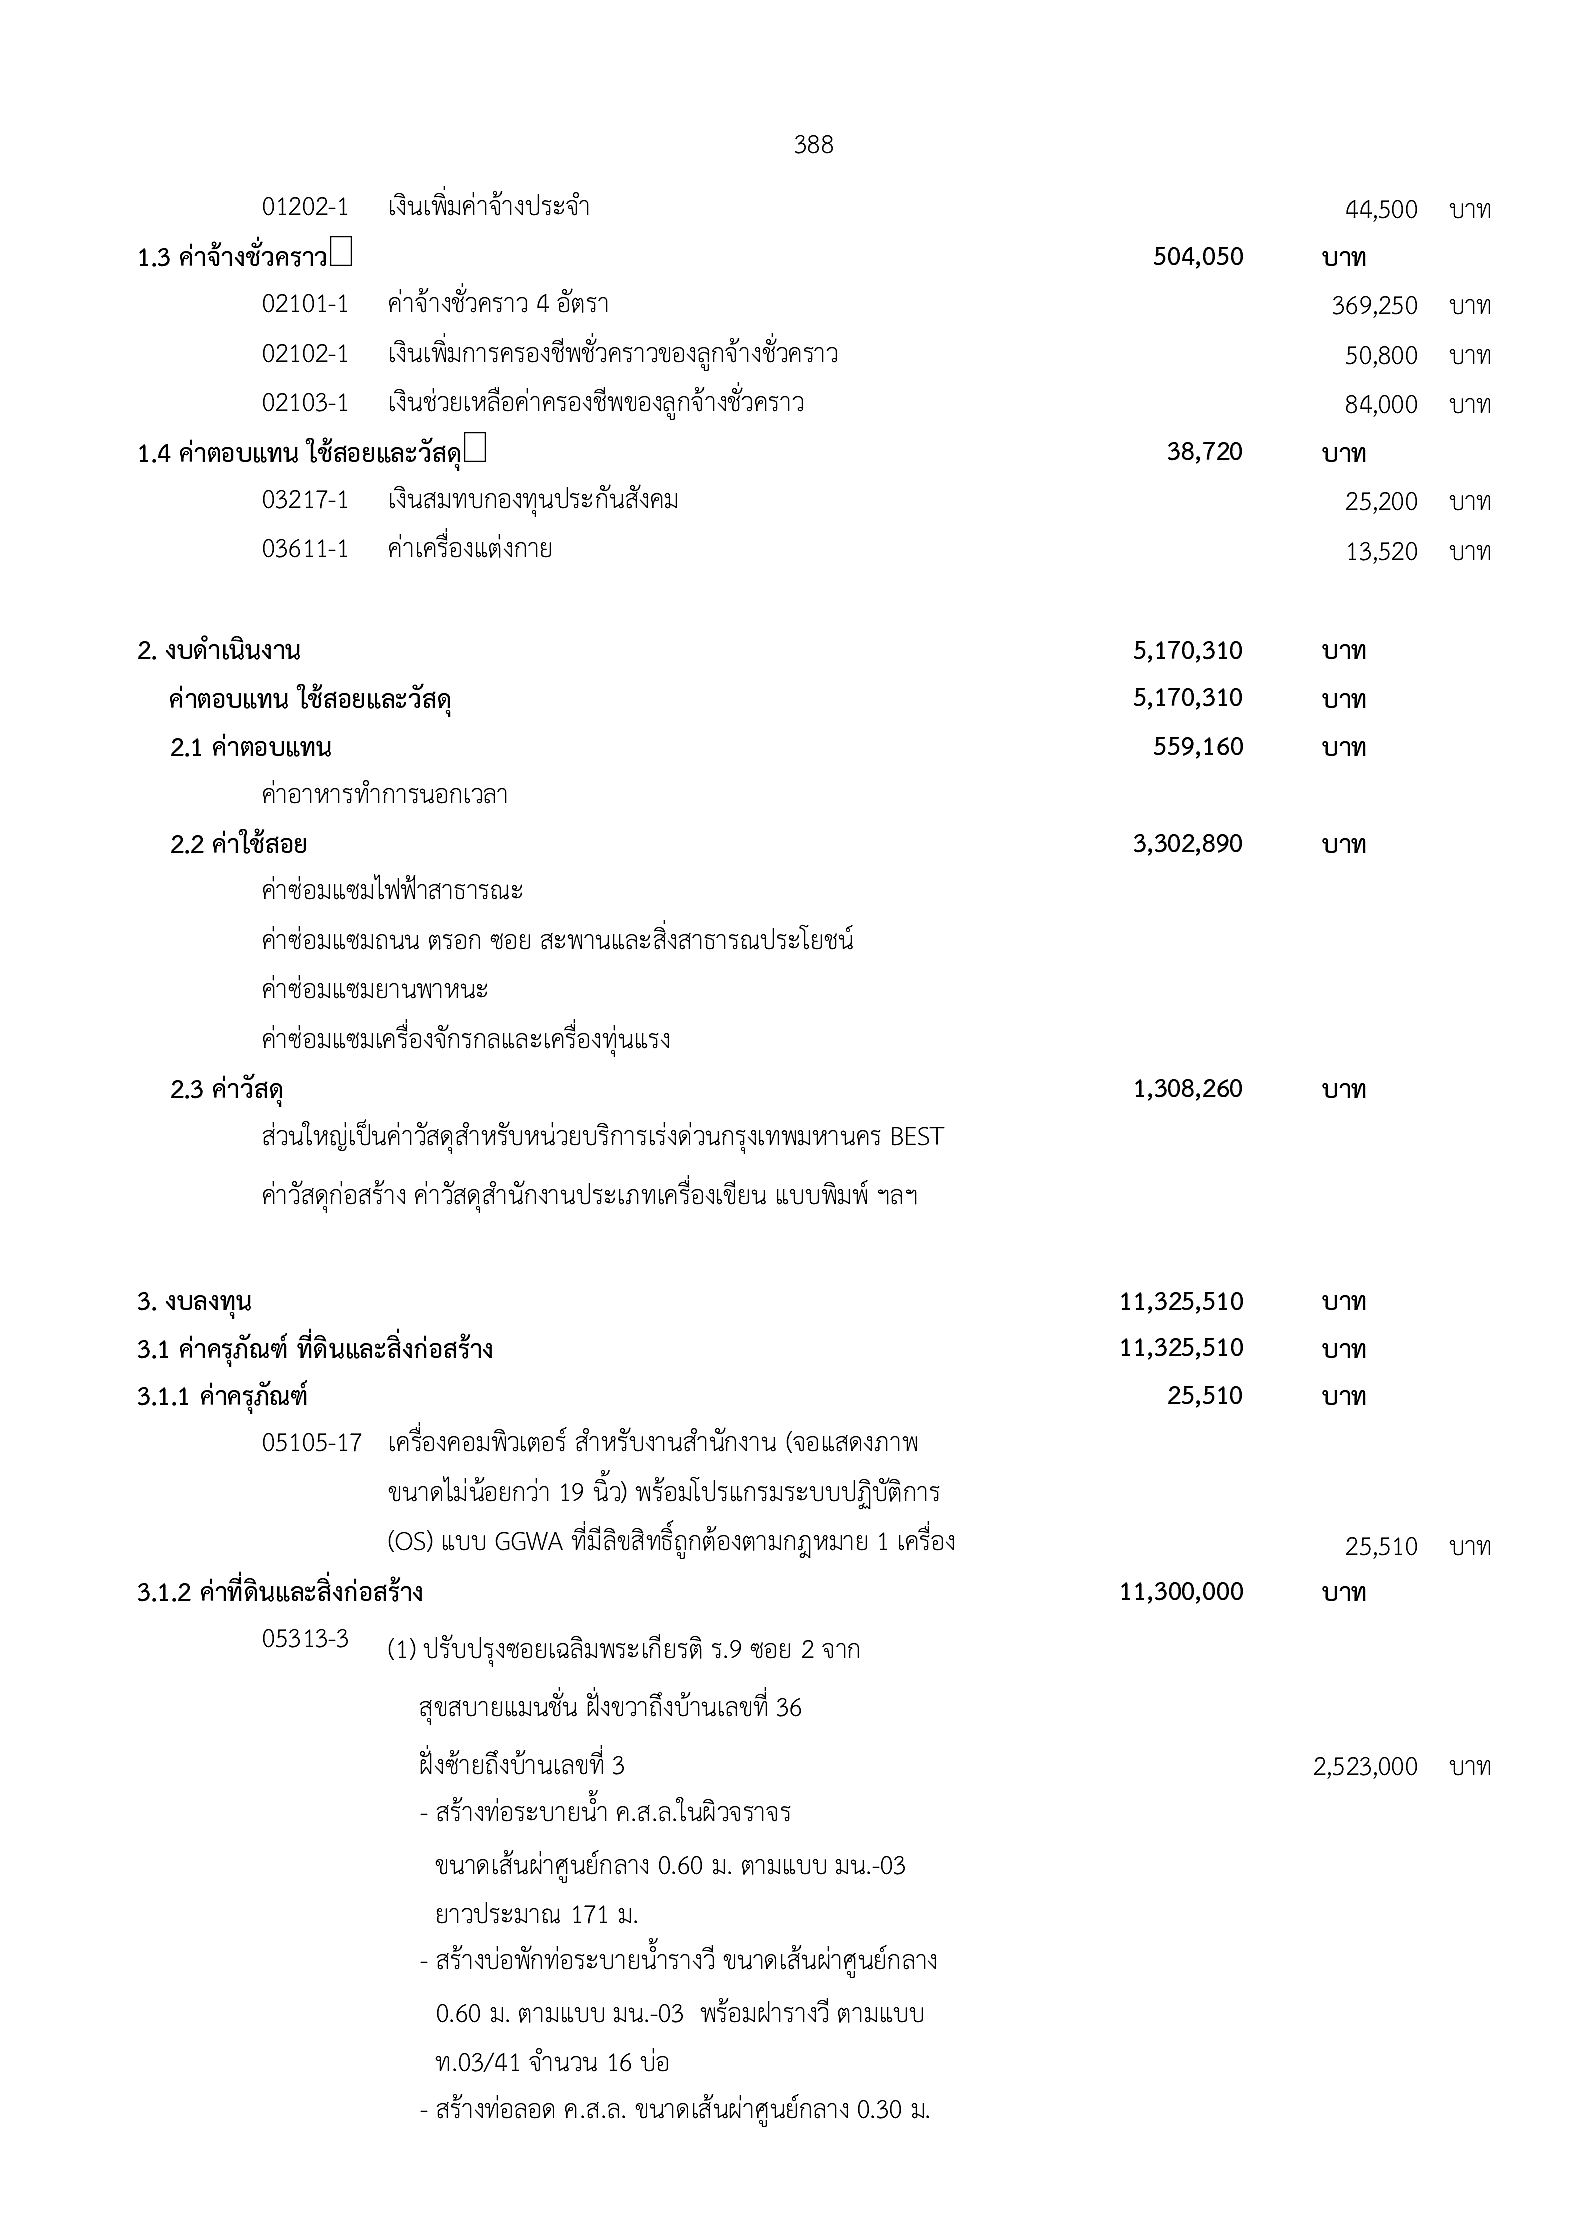 388
01202-1 เงินเพิ่มค่าจ้างประจำ 44,500 บาท
1.3 ค่าจ้างชั่วคราว 504,050 บาท
02101-1 ค่าจ้างชั่วคราว 4 อัตรา 369,250 บาท
02102-1 เงินเพิ่มการครองชีพชั่วคราวของลูกจ้างชั่วคราว 50,800 บาท
02103-1 เงินช่วยเหลือค่าครองชีพของลูกจ้างชั่วคราว 84,000 บาท
1.4 ค่าตอบแทน ใช้สอยและวัสดุ 38,720 บาท
03217-1 เงินสมทบกองทุนประกันสังคม 25,200 บาท
03611-1 ค่าเครื่องแต่งกาย 13,520 บาท
2. งบดำเนินงาน 5,170,310 บาท
ค่าตอบแทน ใช้สอยและวัสดุ 5,170,310 บาท
2.1 ค่าตอบแทน 559,160 บาท
ค่าอาหารทำการนอกเวลา
2.2 ค่าใช้สอย 3,302,890 บาท
ค่าซ่อมแซมไฟฟ้าสาธารณะ
ค่าซ่อมแซมถนน ตรอก ซอย สะพานและสิ่งสาธารณประโยชน์
ค่าซ่อมแซมยานพาหนะ
ค่าซ่อมแซมเครื่องจักรกลและเครื่องทุ่นแรง
2.3 ค่าวัสดุ 1,308,260 บาท
ส่วนใหญ่เป็นค่าวัสดุสำหรับหน่วยบริการเร่งด่วนกรุงเทพมหานคร BEST
ค่าวัสดุก่อสร้าง ค่าวัสดุสำนักงานประเภทเครื่องเขียน แบบพิมพ์ ฯลฯ
3. งบลงทุน 11,325,510 บาท
3.1 ค่าครุภัณฑ์ ที่ดินและสิ่งก่อสร้าง 11,325,510 บาท
3.1.1 ค่าครุภัณฑ์ 25,510 บาท
05105-17 เครื่องคอมพิวเตอร์ สำหรับงานสำนักงาน (จอแสดงภาพ
ขนาดไม่น้อยกว่า 19 นิ้ว) พร้อมโปรแกรมระบบปฏิบัติการ
(OS) แบบ GGWA ที่มีลิขสิทธิ์ถูกต้องตามกฎหมาย 1 เครื่อง 25,510 บาท
3.1.2 ค่าที่ดินและสิ่งก่อสร้าง 11,300,000 บาท
05313-3 (1) ปรับปรุงซอยเฉลิมพระเกียรติ ร.9 ซอย 2 จาก
สุขสบายแมนชั่น ฝั่งขวาถึงบ้านเลขที่ 36
ฝั่งซ้ายถึงบ้านเลขที่ 3 2,523,000 บาท
- สร้างท่อระบายน้ำ ค.ส.ล.ในผิวจราจร
ขนาดเส้นผ่าศูนย์กลาง 0.60 ม. ตามแบบ มน.-03
ยาวประมาณ 171 ม.
- สร้างบ่อพักท่อระบายน้ำรางวี ขนาดเส้นผ่าศูนย์กลาง
0.60 ม. ตามแบบ มน.-03 พร้อมฝารางวี ตามแบบ
ท.03/41 จำนวน 16 บ่อ
- สร้างท่อลอด ค.ส.ล. ขนาดเส้นผ่าศูนย์กลาง 0.30 ม.